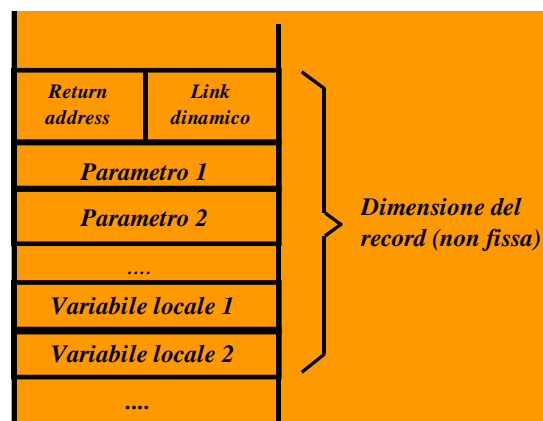 Return
address
Link
dinamico
Parametro 1
Parametro 2
....
Variabile locale 1
Variabile locale 2
....
Dimensione del
record (non fissa)